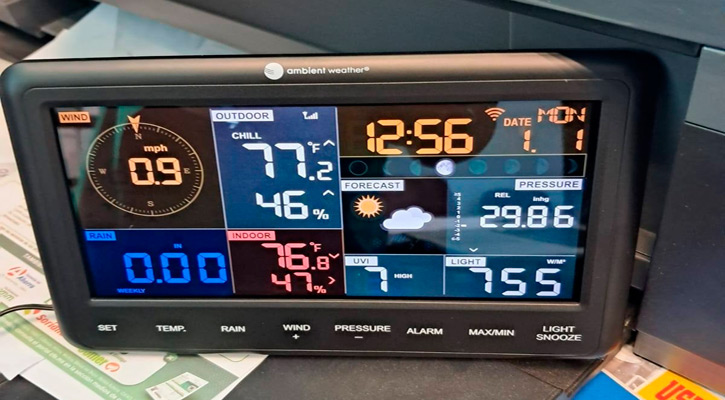 ambient weather®
WIND
mph
0.9
N
W
E
S
OUTDOOR
CHILL
77.2 °F
46 %
12:56
DATE
MON
1. 1
FORECAST
PRESSURE
REL
inhg
29.86
RAIN
in
0.00
WEEKLY
INDOOR
76.8 °F
47 %
UVI
7 HIGH
LIGHT
W/M²
755
SET
TEMP.
RAIN
WIND
+
PRESSURE
−
ALARM
MAX/MIN
LIGHT
SNOOZE